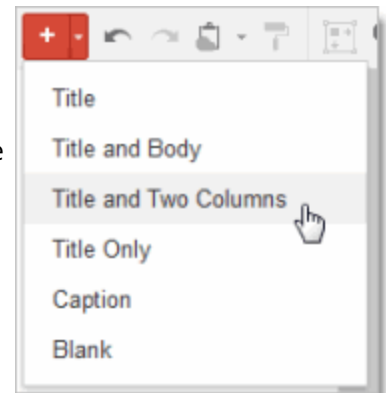 e
Title
Title and Body
Title and Two Columns
Title Only
Caption
Blank